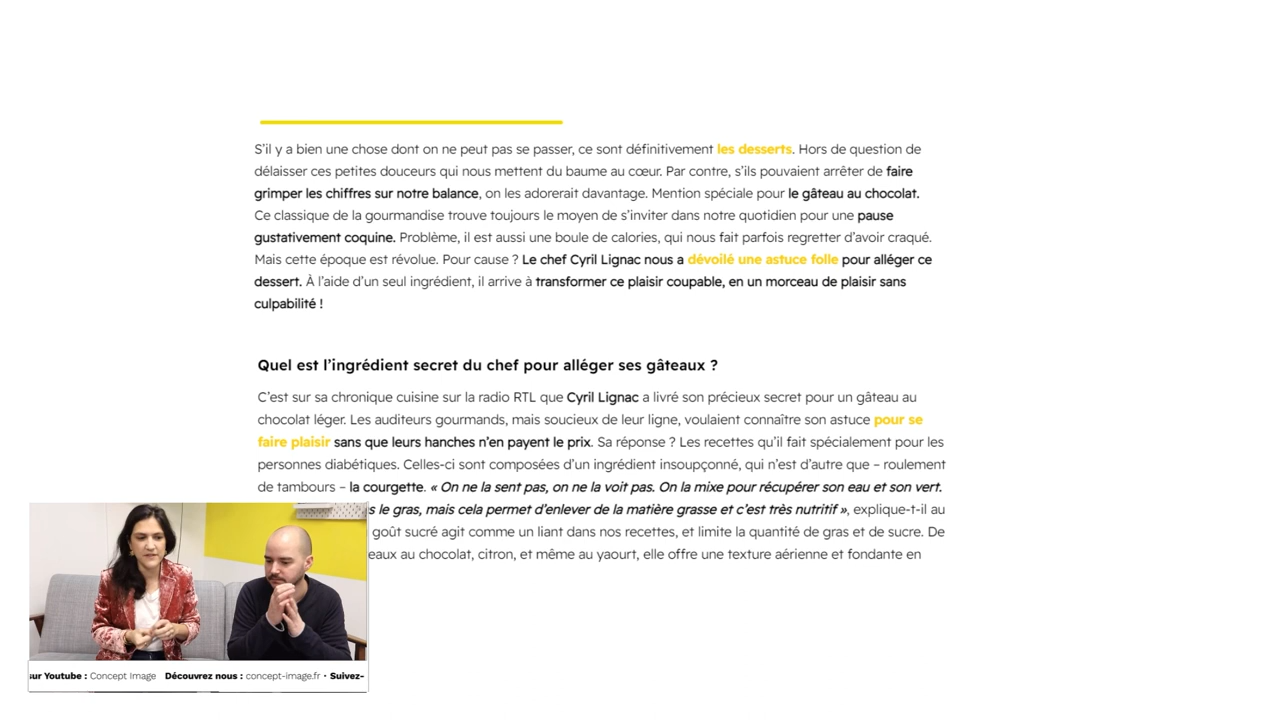 S'il y a bien une chose dont on ne peut pas se passer, ce sont définitivement les desserts. Hors de question de
délaisser ces petites douceurs qui nous mettent du baume au cœur. Par contre, s'ils pouvaient arrêter de faire
grimper les chiffres sur notre balance, on les adorerait davantage. Mention spéciale pour le gâteau au chocolat.
Ce classique de la gourmandise trouve toujours le moyen de s'inviter dans notre quotidien pour une pause
gustativement coquine. Problème, il est aussi une boule de calories, qui nous fait parfois regretter d'avoir craqué.
Mais cette époque est révolue. Pour cause ? Le chef Cyril Lignac nous a dévoilé une astuce folle pour alléger ce
dessert. À l'aide d'un seul ingrédient, il arrive à transformer ce plaisir coupable, en un morceau de plaisir sans
culpabilité !
Quel est l'ingrédient secret du chef pour alléger ses gâteaux ?
C'est sur sa chronique cuisine sur la radio RTL que Cyril Lignac a livré son précieux secret pour un gâteau au
chocolat léger. Les auditeurs gourmands, mais soucieux de leur ligne, voulaient connaître son astuce pour se
faire plaisir sans que leurs hanches n'en payent le prix. Sa réponse ? Les recettes qu'il fait spécialement pour les
personnes diabétiques. Celles-ci sont composées d'un ingrédient insoupçonné, qui n'est d'autre que – roulement
de tambours – la courgette. « On ne la sent pas, on ne la voit pas. On la mixe pour récupérer son eau et son vert.
le gras, mais cela permet d'enlever de la matière grasse et c'est très nutritif », explique-t-il au
goût sucré agit comme un liant dans nos recettes, et limite la quantité de gras et de sucre. De
eaux au chocolat, citron, et même au yaourt, elle offre une texture aérienne et fondante en
sur Youtube : Concept Image Découvrez nous : concept-image.fr • Suivez-